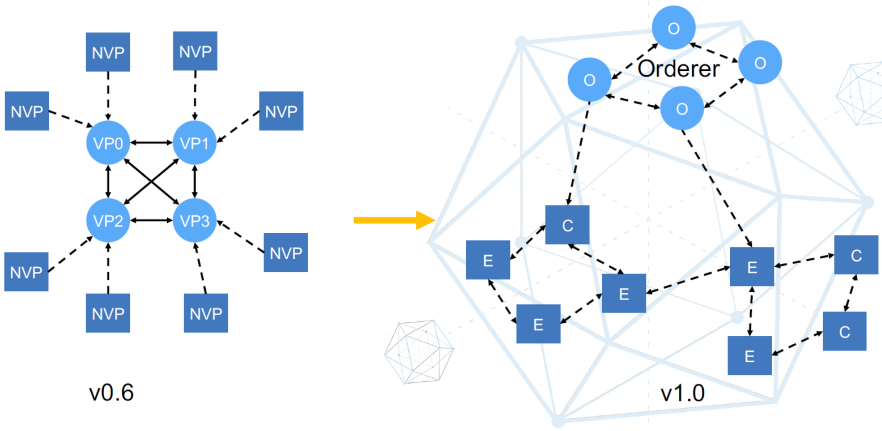 NVP
NVP
NVP
NVP
VP0
VP1
VP2
VP3
NVP
NVP
NVP
NVP
v0.6
O
O
O
Orderer
O
C
E
E
E
E
C
E
C
v1.0